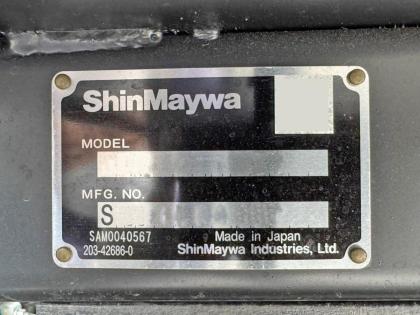 ShinMaywa
MODEL
MFG. NO.
S
SAM0040567 Made in Japan
203-42686-0 ShinMaywa Industries, Ltd.